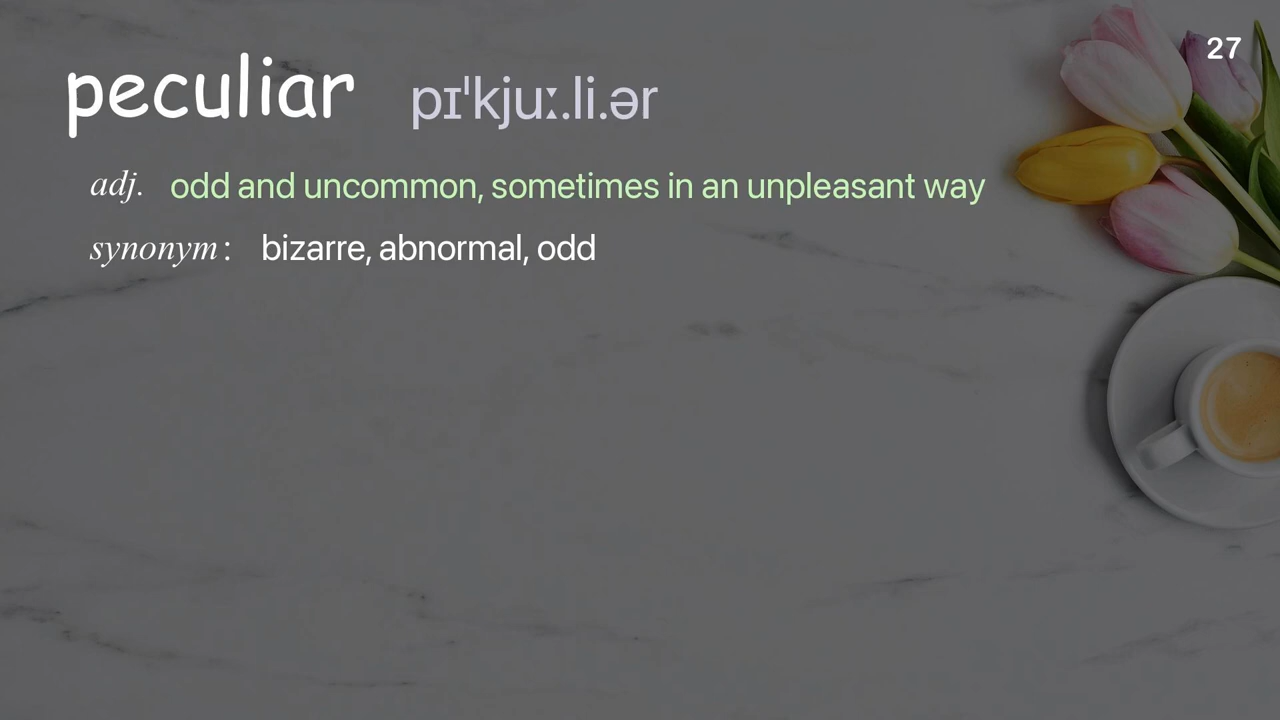 27
peculiar pɪˈkjuː.li.ər
adj. odd and uncommon, sometimes in an unpleasant way
synonym : bizarre, abnormal, odd